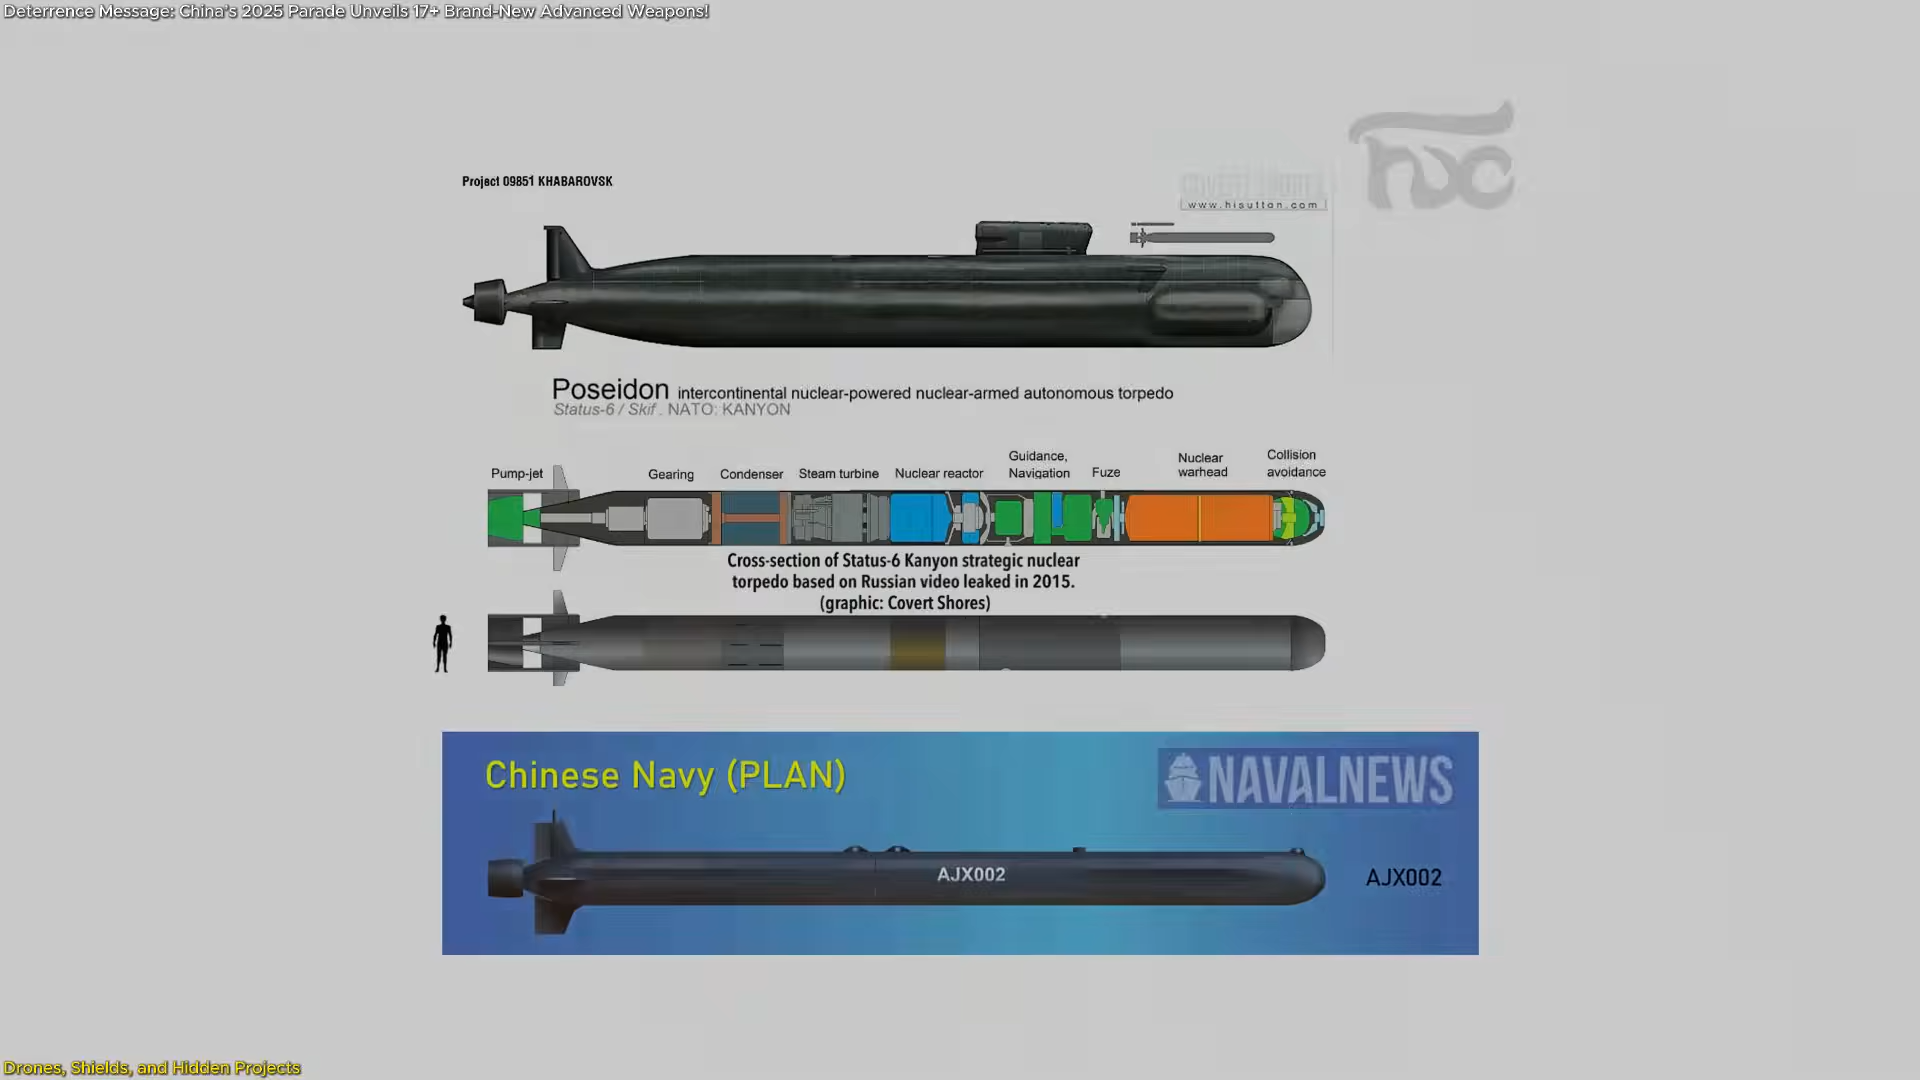 Deterrence Message: China's 2025 Parade Unveils 17+ Brand-New Advanced Weapons!
Project 09851 KHABAROVSK
COVERT SHORES
www.hisutton.com
Poseidon intercontinental nuclear-powered nuclear-armed autonomous torpedo
Status-6 / Skif . NATO: KANYON
Pump-jet
Gearing
Condenser
Steam turbine
Nuclear reactor
Guidance,
Navigation
Fuze
Nuclear
warhead
Collision
avoidance
Cross-section of Status-6 Kanyon strategic nuclear
torpedo based on Russian video leaked in 2015.
(graphic: Covert Shores)
Chinese Navy (PLAN)
NAVALNEWS
AJX002
AJX002
Drones, Shields, and Hidden Projects